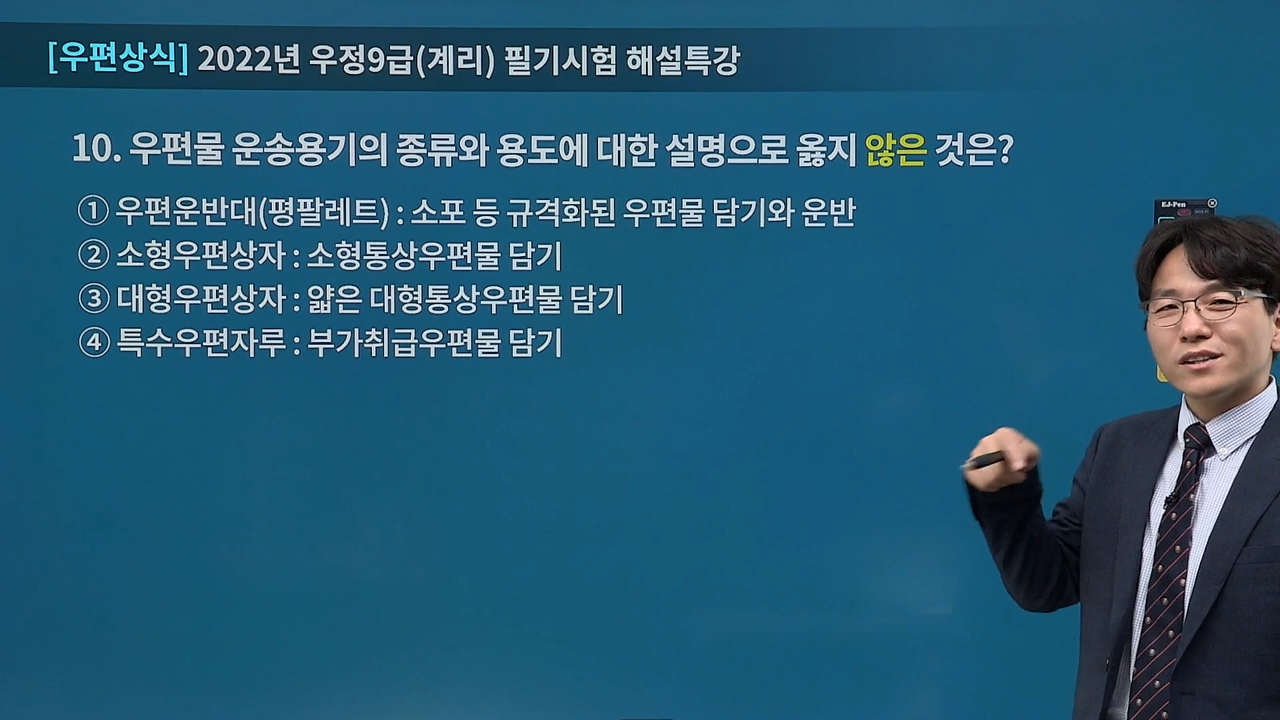 [우편상식] 2022년 우정9급(계리) 필기시험 해설특강
10. 우편물 운송용기의 종류와 용도에 대한 설명으로 옳지 않은 것은?
① 우편운반대(평팔레트) : 소포 등 규격화된 우편물 담기와 운반
② 소형우편상자 : 소형통상우편물 담기
③ 대형우편상자 : 얇은 대형통상우편물 담기
④ 특수우편자루 : 부가취급우편물 담기
EJ-Pen